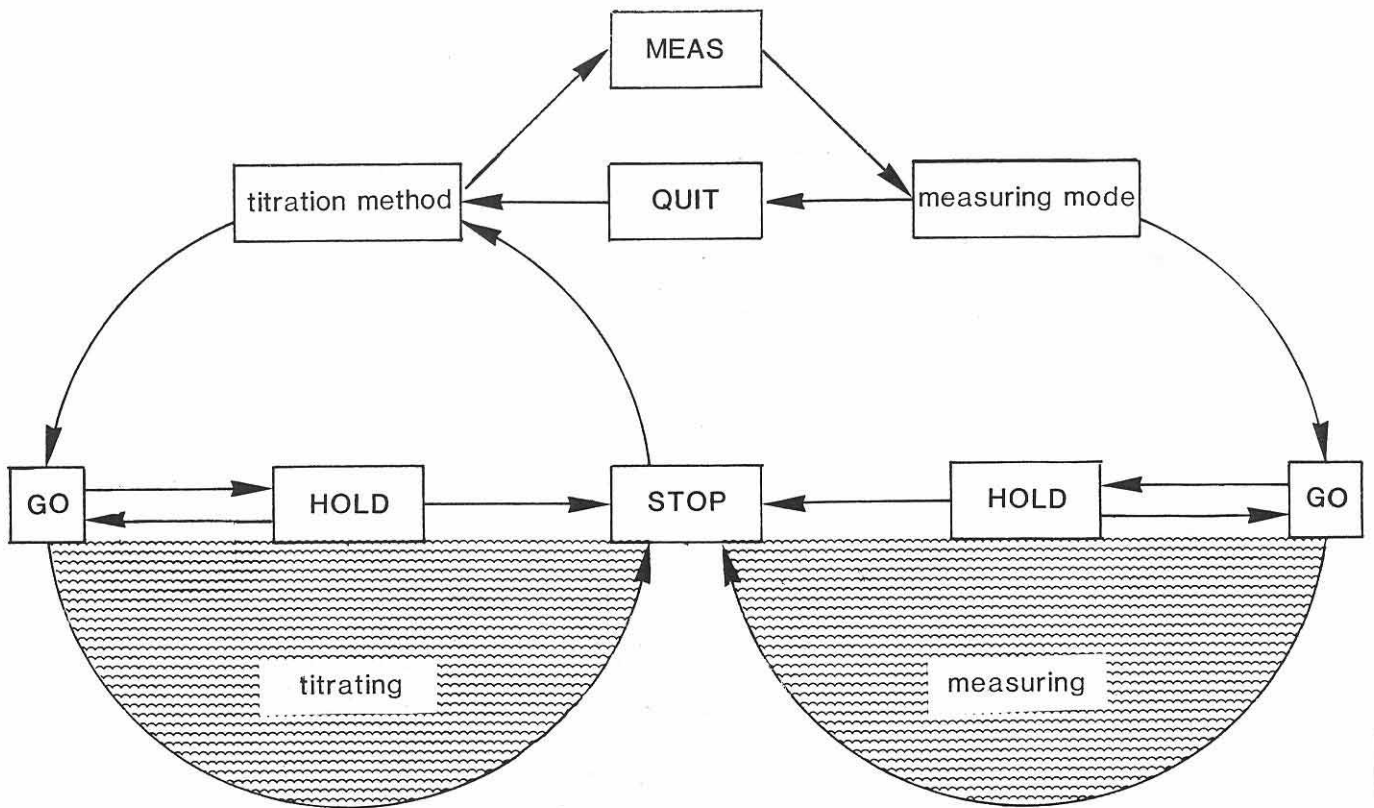 MEAS
titration method
QUIT
measuring mode
GO
HOLD
STOP
HOLD
GO
titrating
measuring